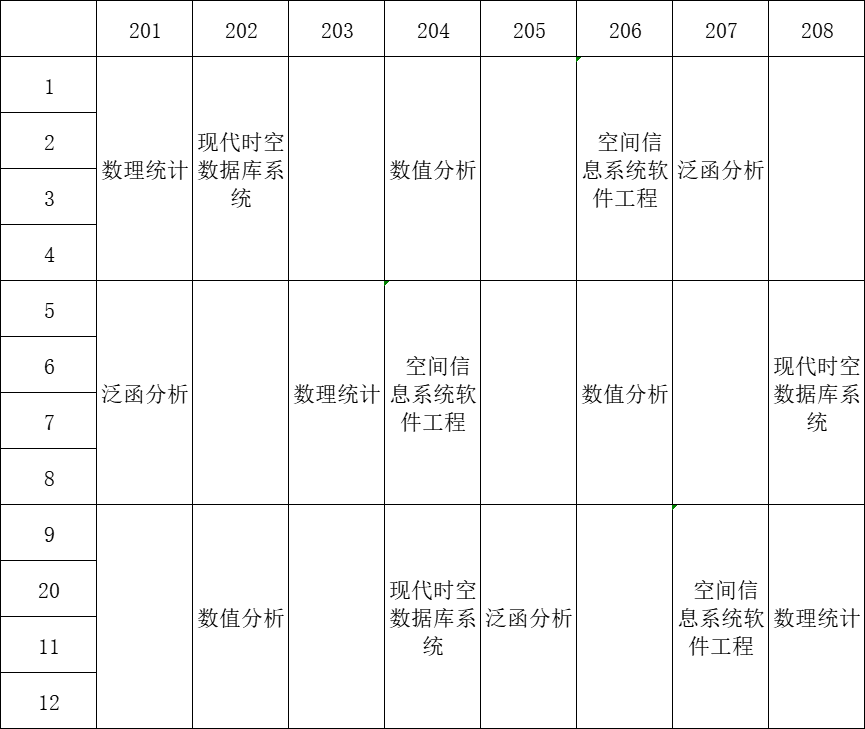 201 202 203 204 205 206 207 208
1
2
3
4
数理统计
现代时空
数据库系
统
数值分析
空间信
息系统软
件工程
泛函分析
5
6
7
8
泛函分析
数理统计
空间信
息系统软
件工程
数值分析
现代时空
数据库系
统
9
20
11
12
数值分析
现代时空
数据库系
统
泛函分析
空间信
息系统软
件工程
数理统计